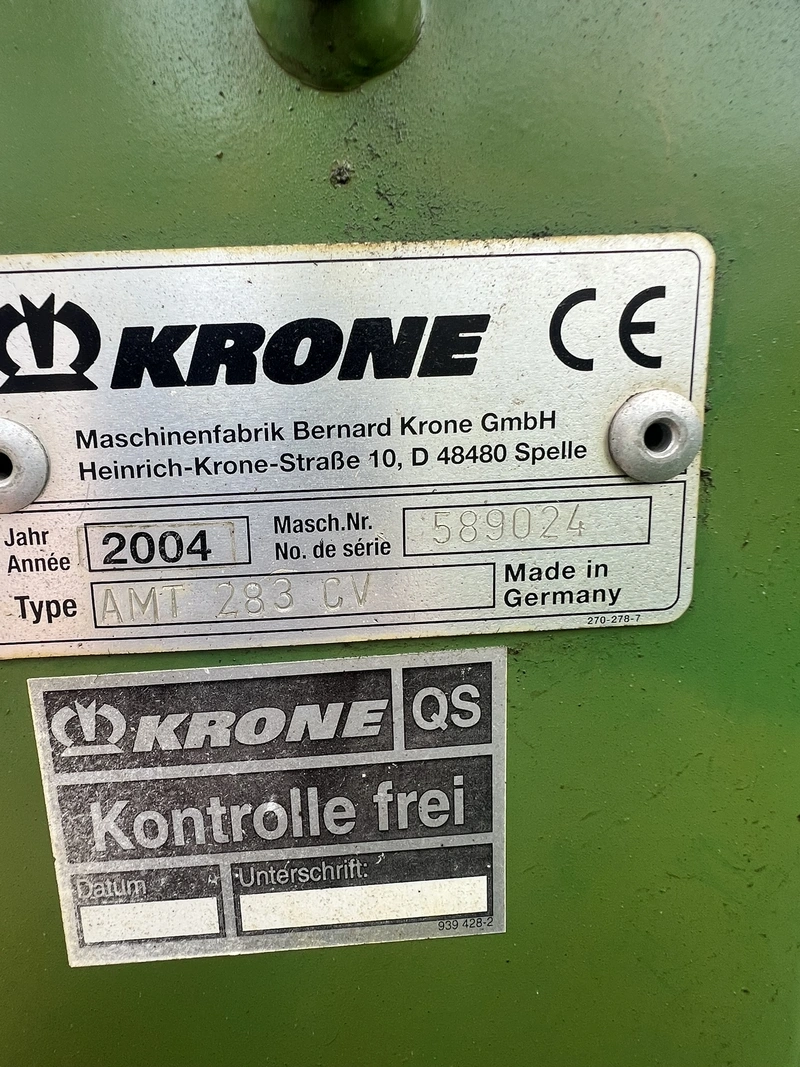 KRONE CE
Maschinenfabrik Bernard Krone GmbH
Heinrich-Krone-Straße 10, D 48480 Spelle
Jahr
Année
2004
Masch.Nr.
No. de série
589024
Type AMT 283 CV
Made in
Germany
270-278-7
KRONE QS
Kontrolle frei
Datum Unterschrift:
939 428-2